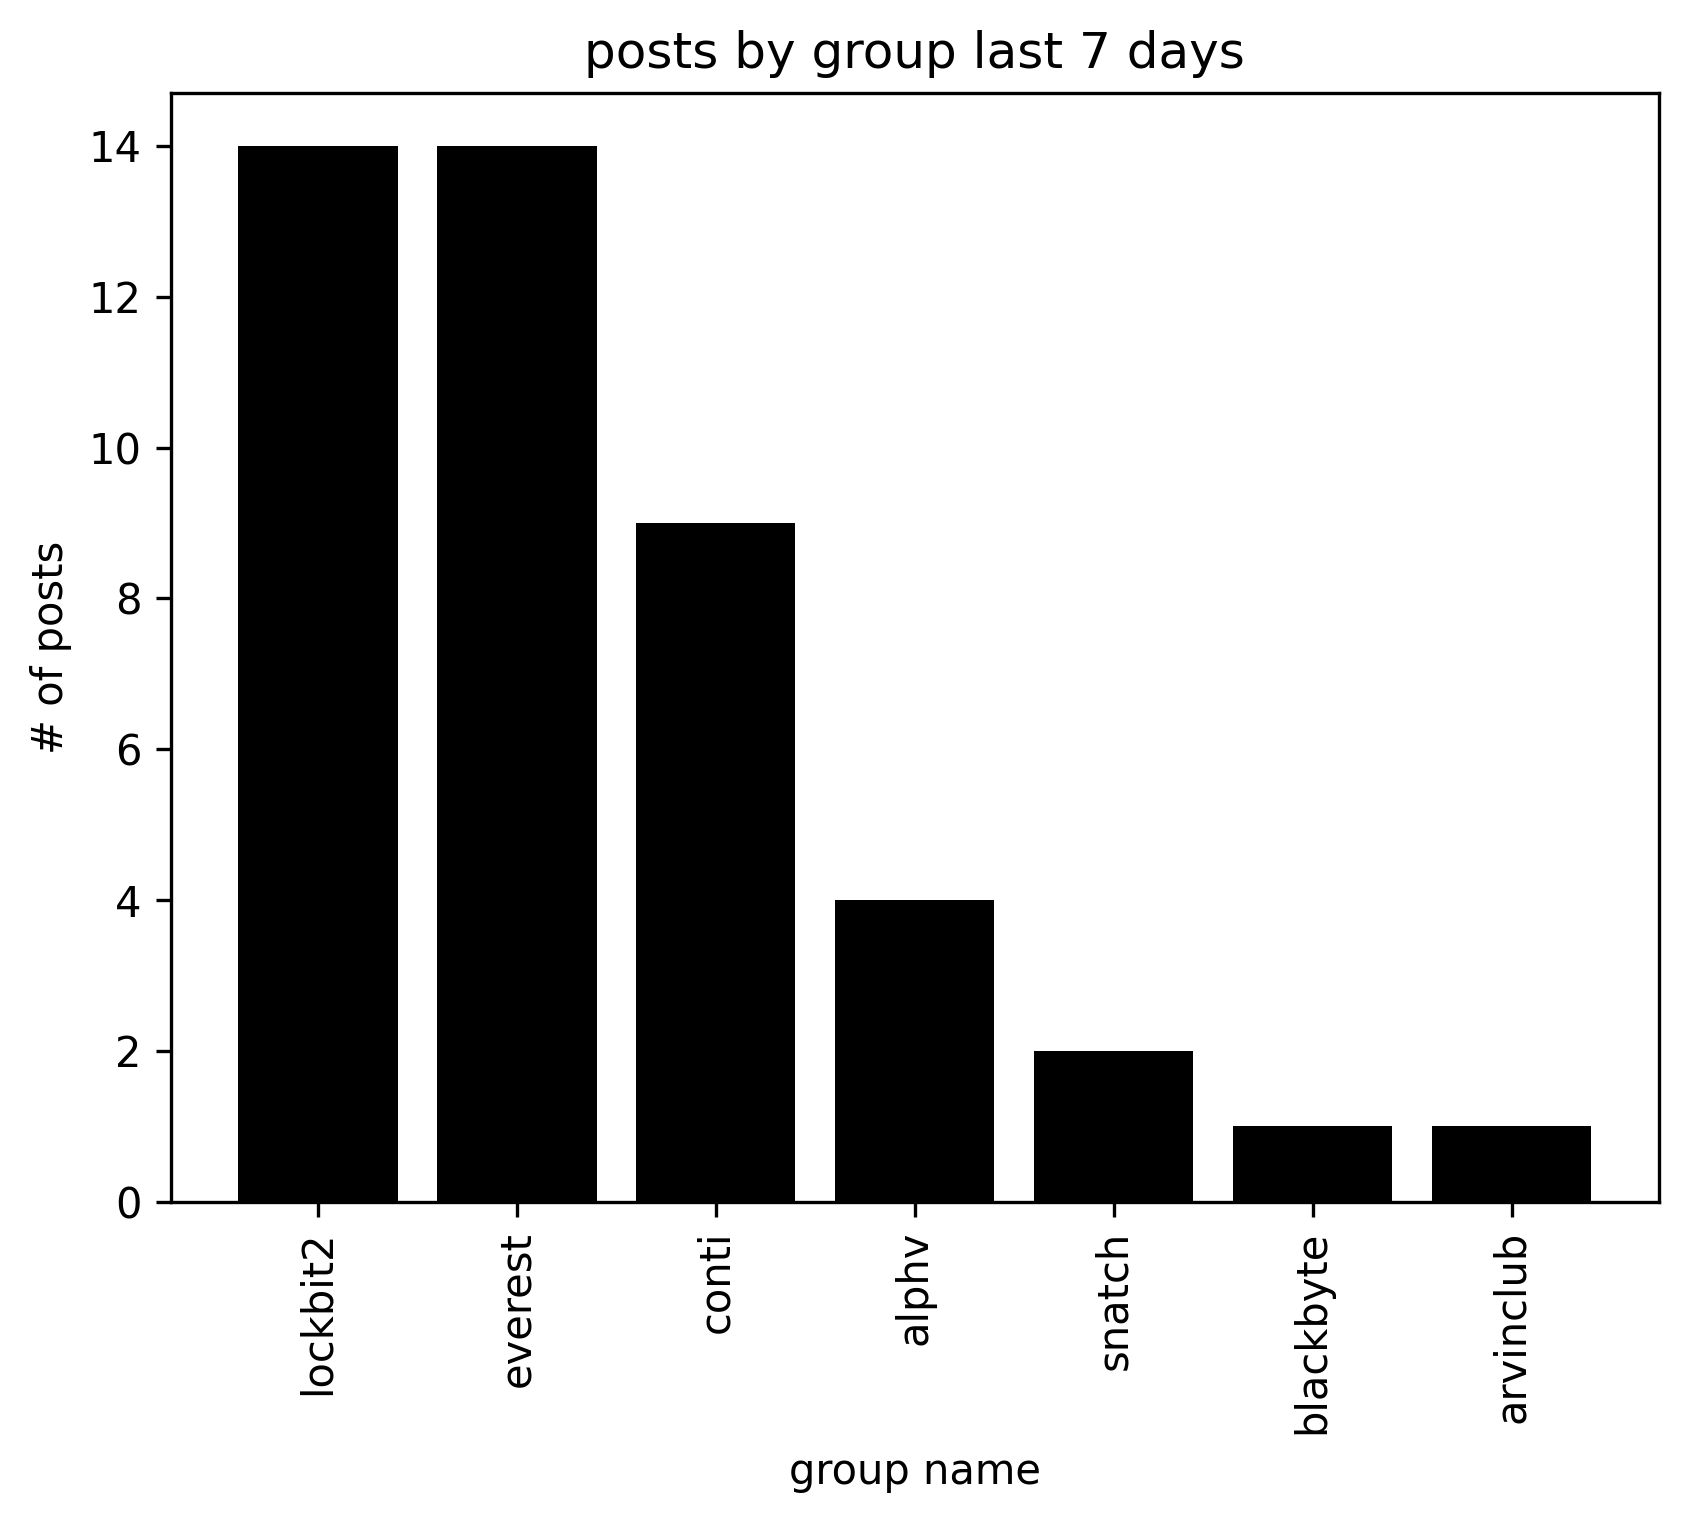 posts by group last 7 days
14
12
10
8
6
4
2
0
# of posts
lockbit2
everest
conti
alphv
snatch
blackbyte
arvinclub
group name